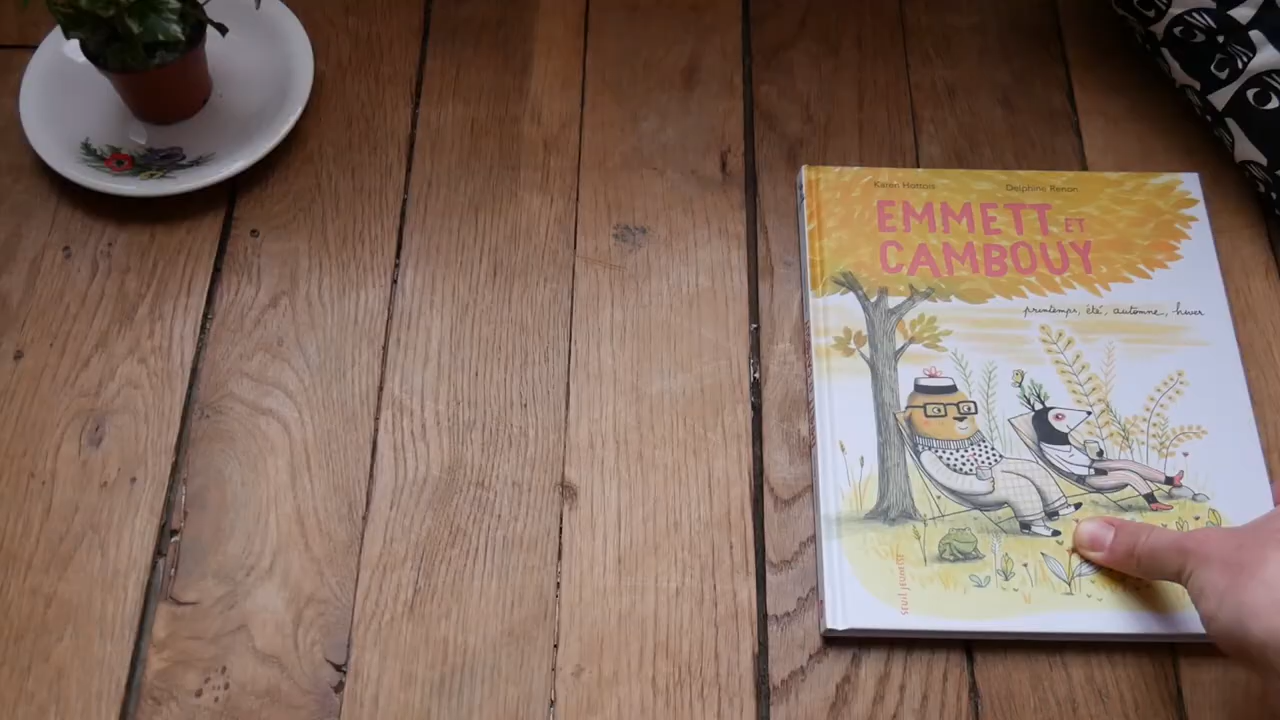 Karen Hottois Delphine Renon
EMMETT ET
CAMBOUY
printemps, été, automne, hiver
seuil jeunesse